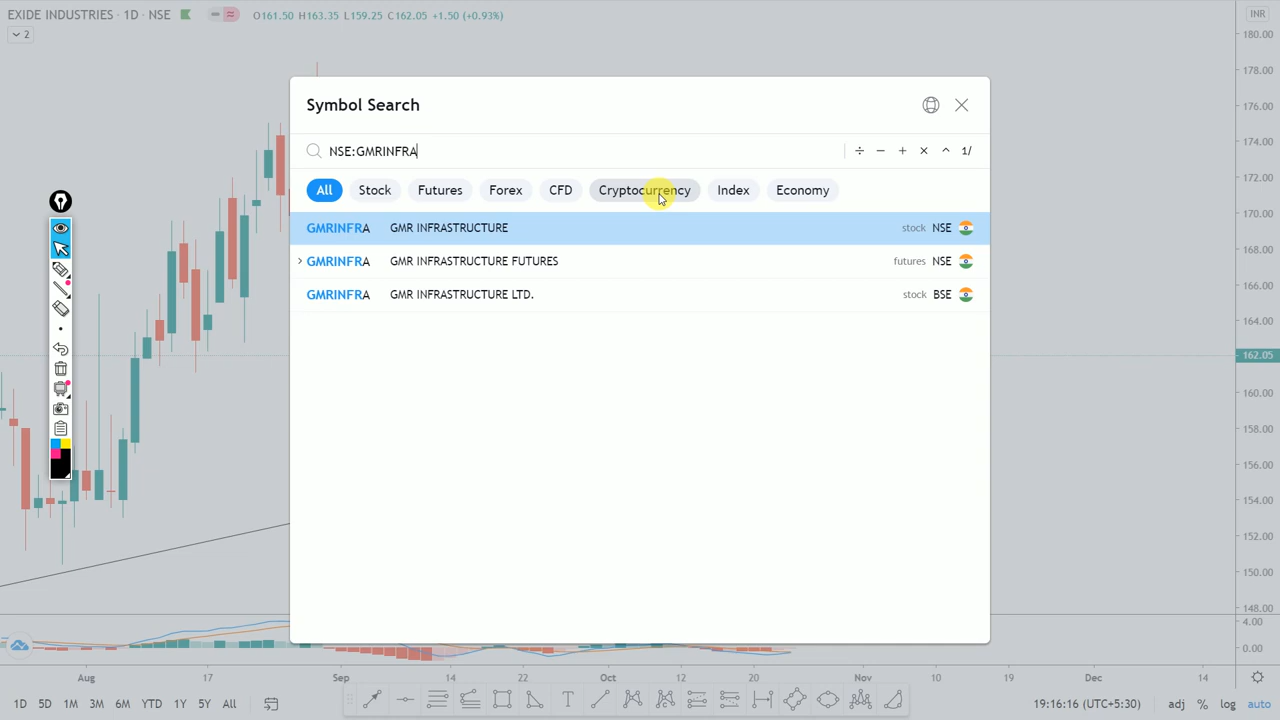 EXIDE INDUSTRIES · 1D · NSE O161.50 H163.35 L159.25 C162.05 +1.50 (+0.93%) INR
2
180.00
178.00
176.00
174.00
172.00
170.00
168.00
166.00
164.00
162.05
160.00
158.00
156.00
154.00
152.00
150.00
148.00
4.00
0.00
Symbol Search
NSE:GMRINFRA ÷ − + × ^ 1/
All Stock Futures Forex CFD Cryptocurrency Index Economy
GMRINFRA GMR INFRASTRUCTURE stock NSE
GMRINFRA GMR INFRASTRUCTURE FUTURES futures NSE
GMRINFRA GMR INFRASTRUCTURE LTD. stock BSE
Aug 17 Sep 14 22 Oct 12 20 Nov 10 19 Dec 14
1D 5D 1M 3M 6M YTD 1Y 5Y All 19:16:16 (UTC+5:30) adj % log auto